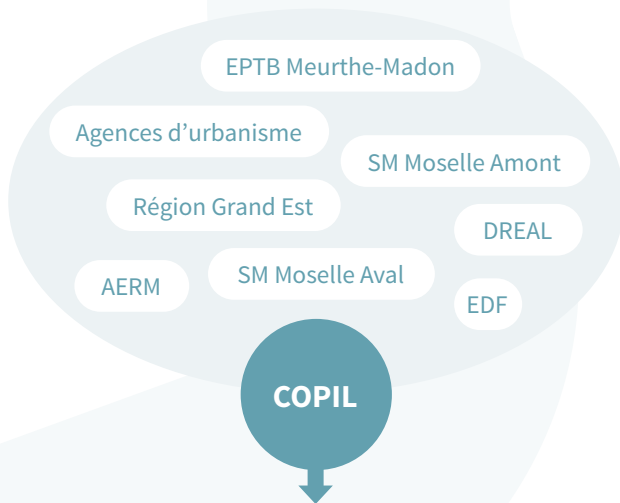 EPTB Meurthe-Madon
Agences d’urbanisme
SM Moselle Amont
Région Grand Est
DREAL
SM Moselle Aval
AERM
EDF
COPIL